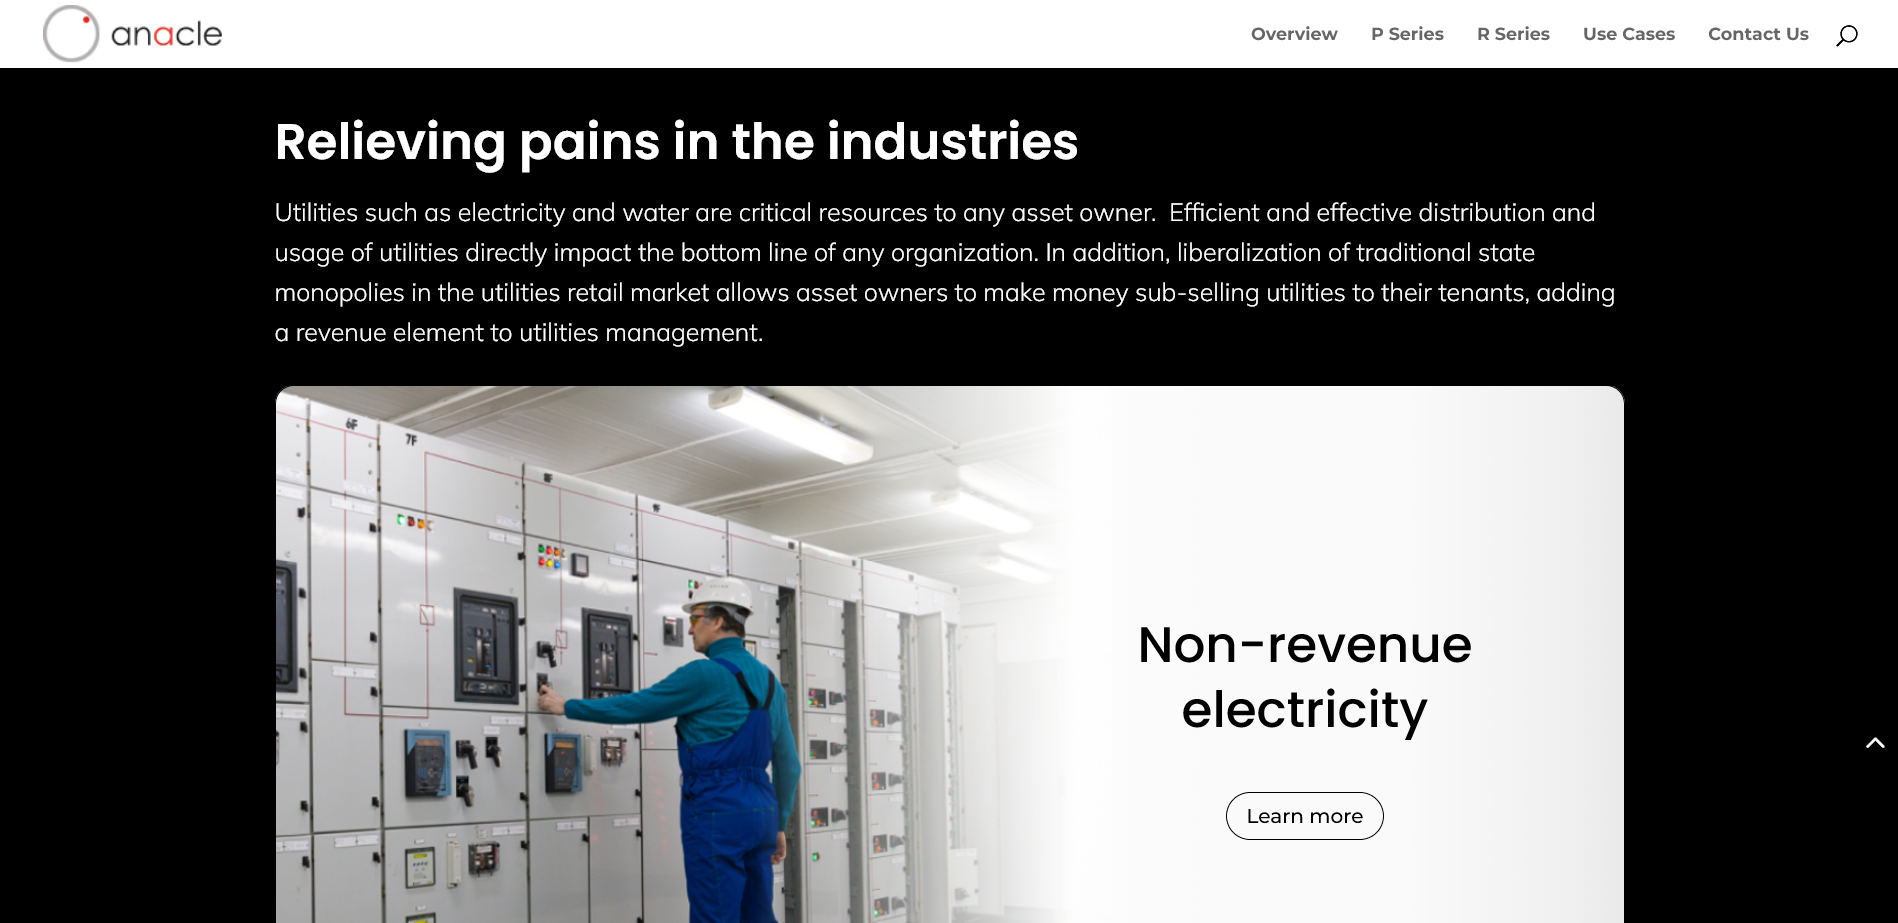 anacle
Overview
P Series
R Series
Use Cases
Contact Us
Relieving pains in the industries
Utilities such as electricity and water are critical resources to any asset owner.  Efficient and effective distribution and
usage of utilities directly impact the bottom line of any organization. In addition, liberalization of traditional state
monopolies in the utilities retail market allows asset owners to make money sub-selling utilities to their tenants, adding
a revenue element to utilities management.
6F
7F
8F
9F
Non-revenue
electricity
Learn more